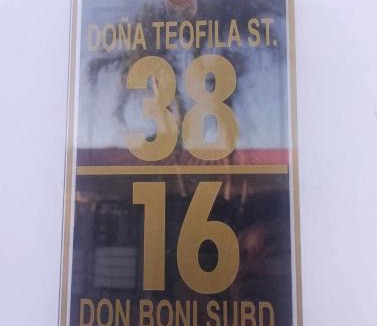 DOÑA TEOFILA ST.
38
16
DON BONI SUBD